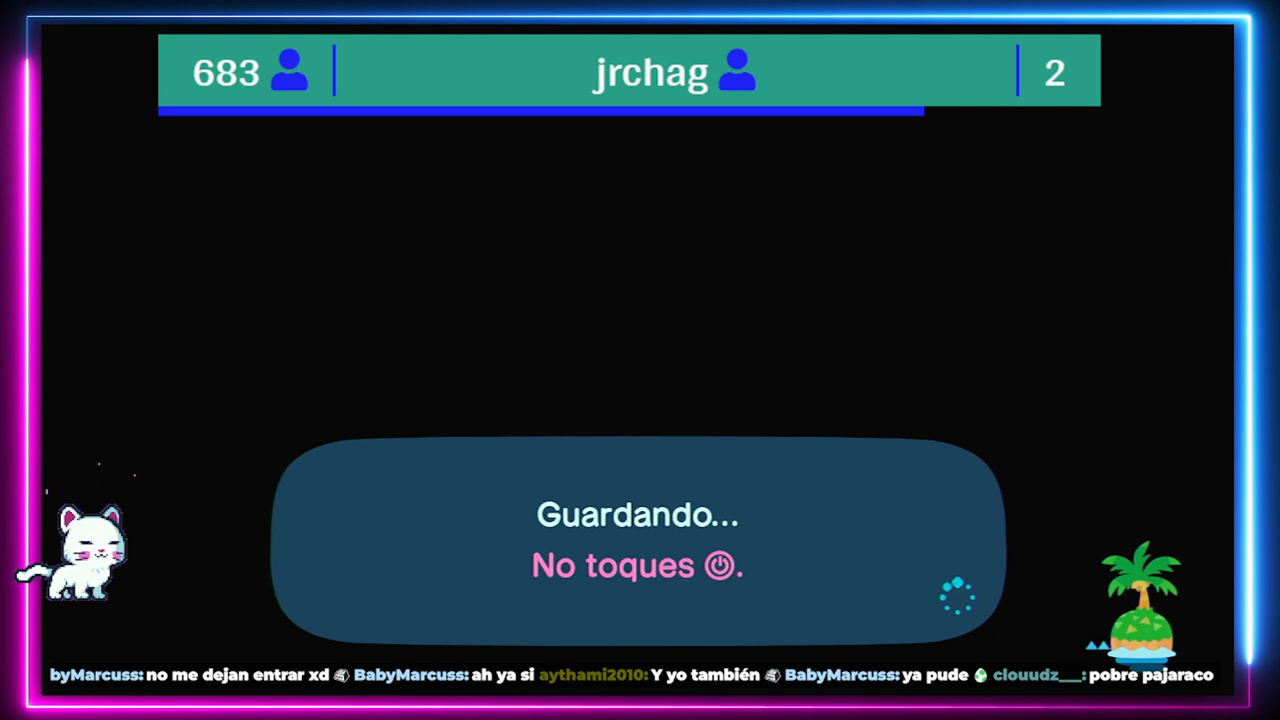 683 jrchag 2
Guardando...
No toques ⏻.
byMarcuss: no me dejan entrar xd BabyMarcuss: ah ya si aythami2010: Y yo también BabyMarcuss: ya pude clouudz___: pobre pajaraco